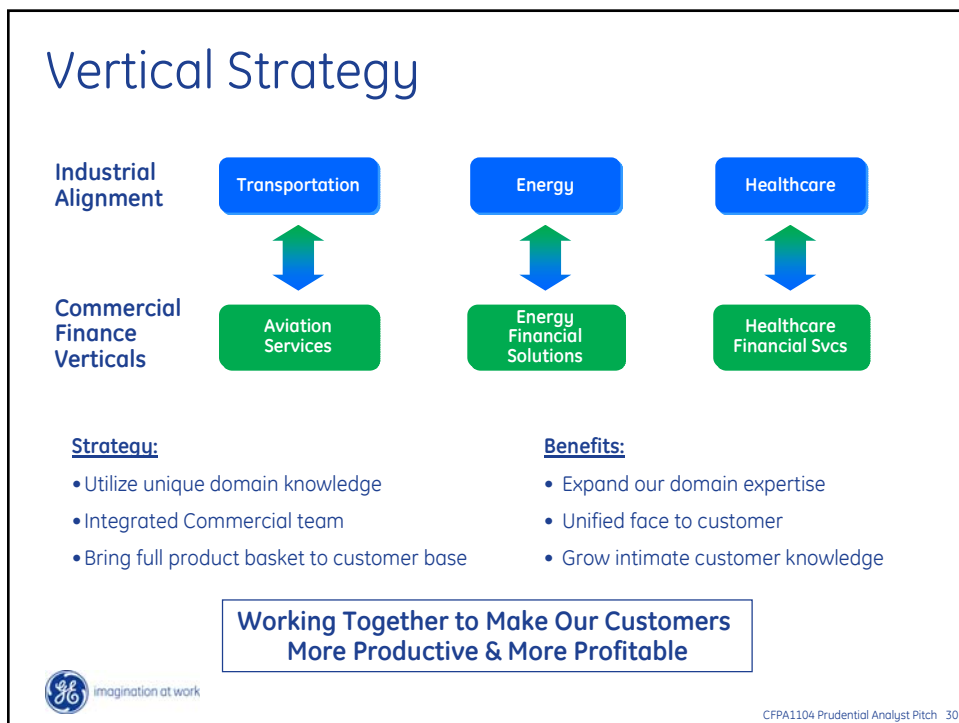 Vertical Strategy
Industrial
Alignment
Transportation
Energy
Healthcare
Commercial
Finance
Verticals
Aviation
Services
Energy
Financial
Solutions
Healthcare
Financial Svcs
Strategy:
• Utilize unique domain knowledge
• Integrated Commercial team
• Bring full product basket to customer base
Benefits:
• Expand our domain expertise
• Unified face to customer
• Grow intimate customer knowledge
Working Together to Make Our Customers
More Productive & More Profitable
GE imagination at work
CFPA1104 Prudential Analyst Pitch 30